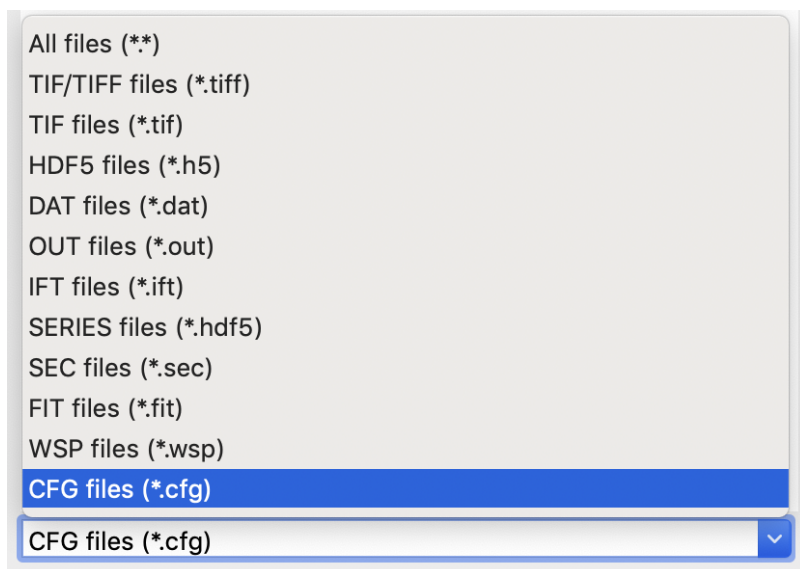 All files (*.*)
TIF/TIFF files (*.tiff)
TIF files (*.tif)
HDF5 files (*.h5)
DAT files (*.dat)
OUT files (*.out)
IFT files (*.ift)
SERIES files (*.hdf5)
SEC files (*.sec)
FIT files (*.fit)
WSP files (*.wsp)
CFG files (*.cfg)
CFG files (*.cfg)